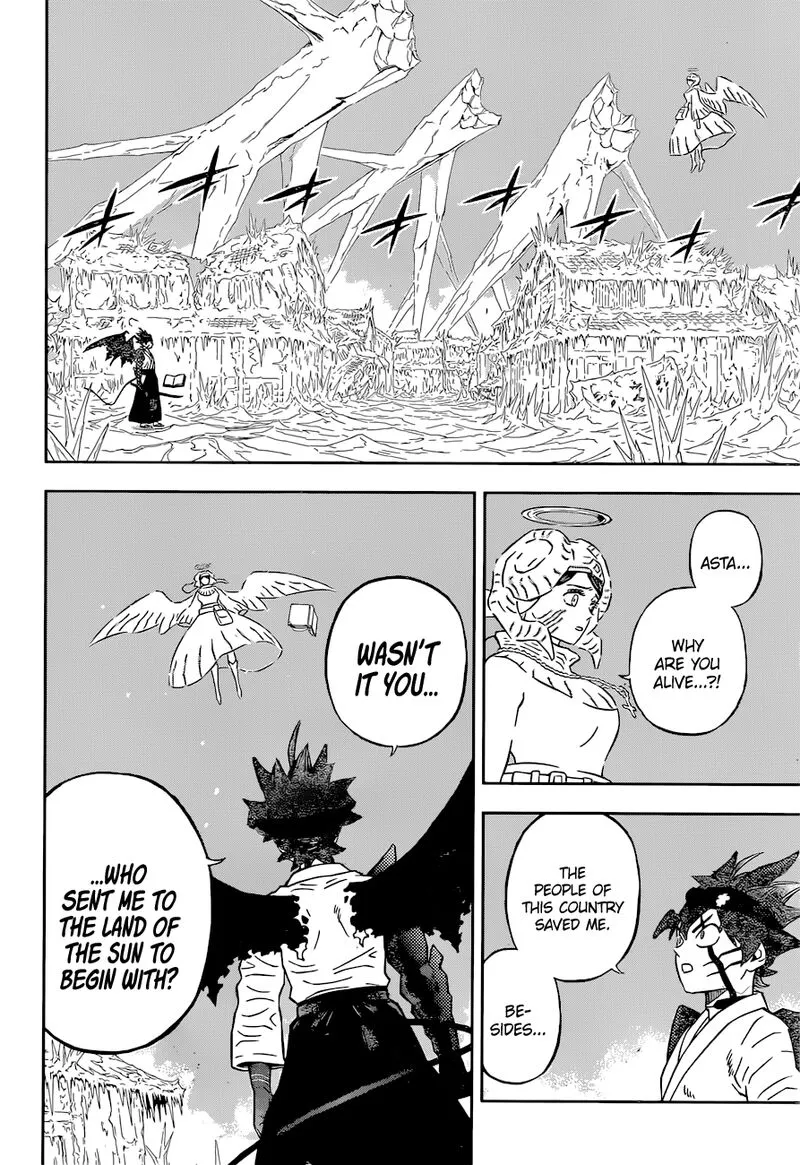 ASTA...
WHY
ARE YOU
ALIVE...?!
THE
PEOPLE OF
THIS COUNTRY
SAVED ME.
BE-
SIDES...
WASN'T
IT YOU...
...WHO
SENT ME TO
THE LAND OF
THE SUN TO
BEGIN WITH?